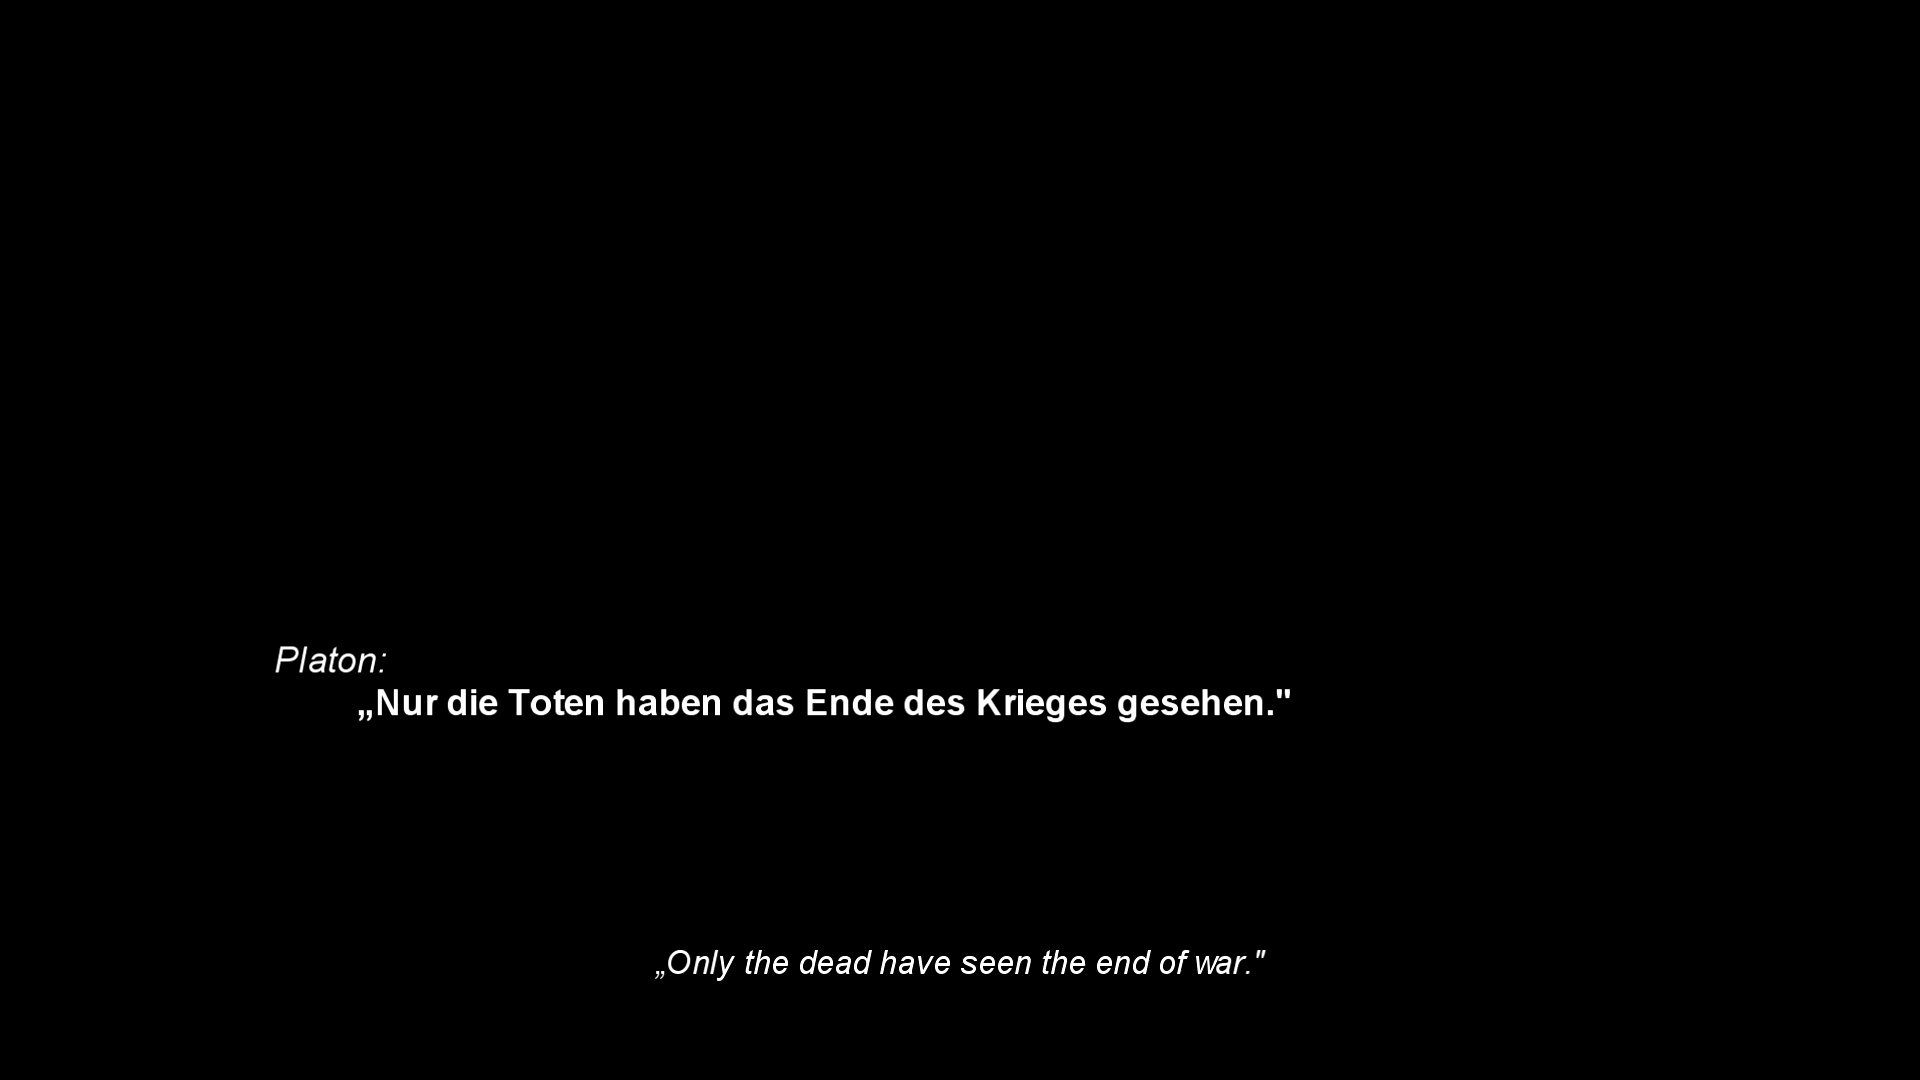 Platon:
„Nur die Toten haben das Ende des Krieges gesehen."
„Only the dead have seen the end of war."